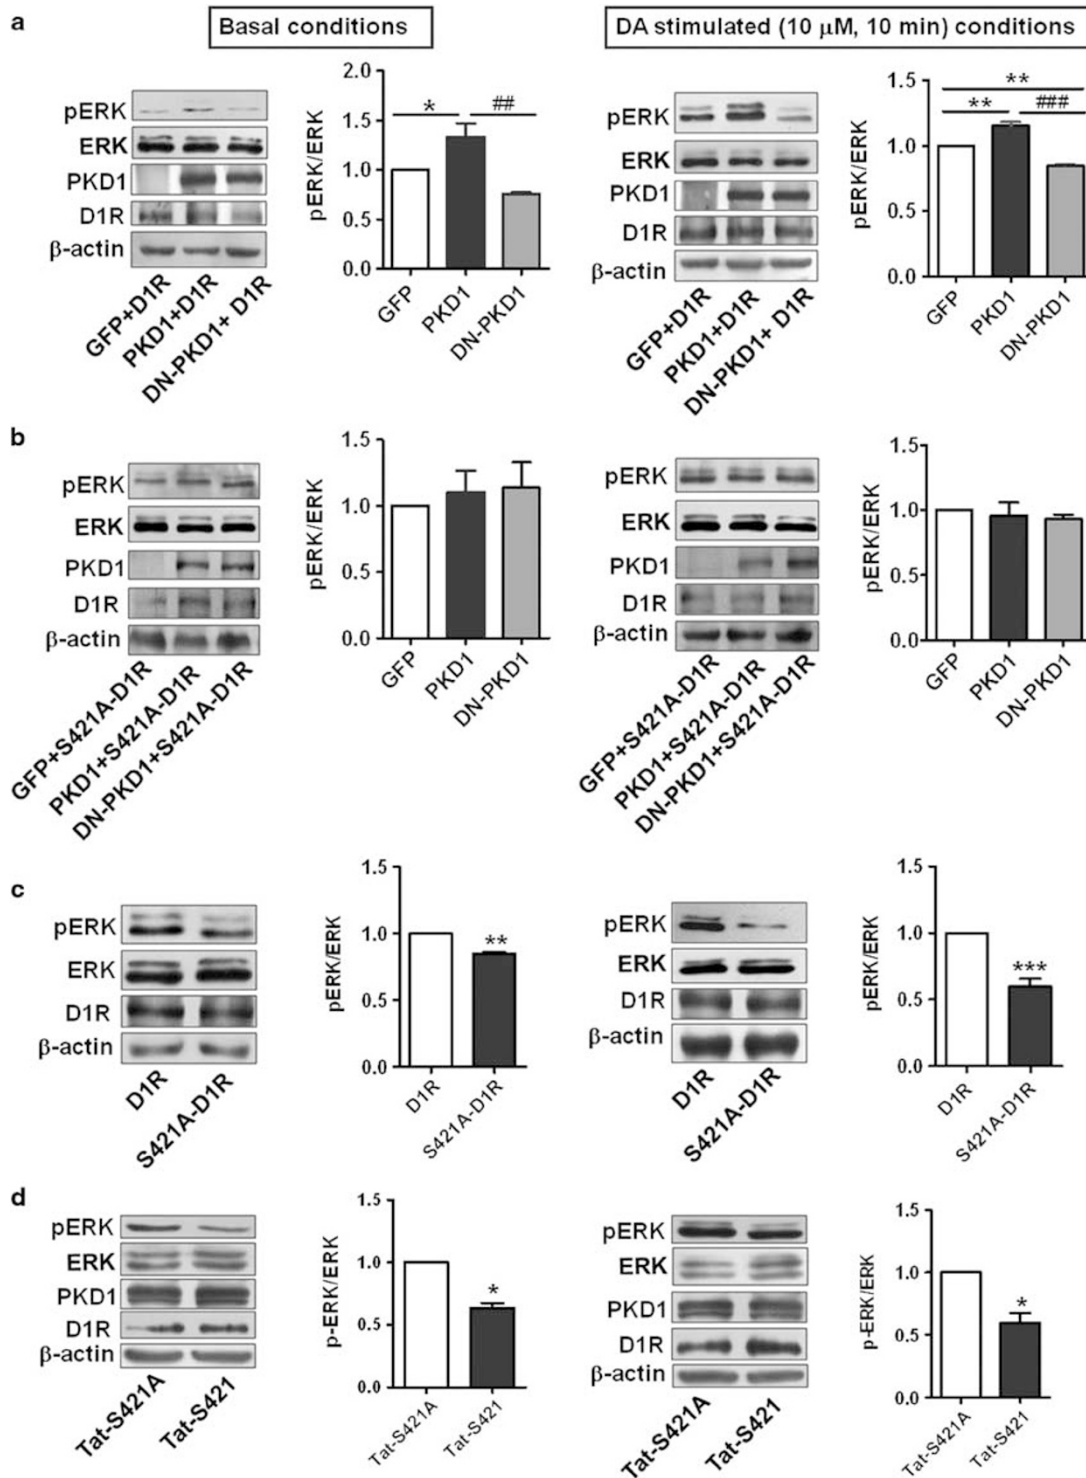 a
Basal conditions
DA stimulated (10 μM, 10 min) conditions
pERK
ERK
PKD1
D1R
β-actin
GFP+D1R
PKD1+D1R
DN-PKD1+ D1R
pERK/ERK
2.0
1.5
1.0
0.5
0.0
*
##
GFP
PKD1
DN-PKD1
pERK
ERK
PKD1
D1R
β-actin
GFP+D1R
PKD1+D1R
DN-PKD1+ D1R
pERK/ERK
1.5
1.0
0.5
0.0
**
** ###
GFP
PKD1
DN-PKD1
b
pERK
ERK
PKD1
D1R
β-actin
GFP+S421A-D1R
PKD1+S421A-D1R
DN-PKD1+S421A-D1R
pERK/ERK
1.5
1.0
0.5
0.0
GFP
PKD1
DN-PKD1
pERK
ERK
PKD1
D1R
β-actin
GFP+S421A-D1R
PKD1+S421A-D1R
DN-PKD1+S421A-D1R
pERK/ERK
1.5
1.0
0.5
0.0
GFP
PKD1
DN-PKD1
c
pERK
ERK
D1R
β-actin
D1R
S421A-D1R
pERK/ERK
1.5
1.0
0.5
0.0
**
D1R
S421A-D1R
pERK
ERK
D1R
β-actin
D1R
S421A-D1R
pERK/ERK
1.5
1.0
0.5
0.0
***
D1R
S421A-D1R
d
pERK
ERK
PKD1
D1R
β-actin
Tat-S421A
Tat-S421
p-ERK/ERK
1.5
1.0
0.5
0.0
*
Tat-S421A
Tat-S421
pERK
ERK
PKD1
D1R
β-actin
Tat-S421A
Tat-S421
p-ERK/ERK
1.5
1.0
0.5
0.0
*
Tat-S421A
Tat-S421